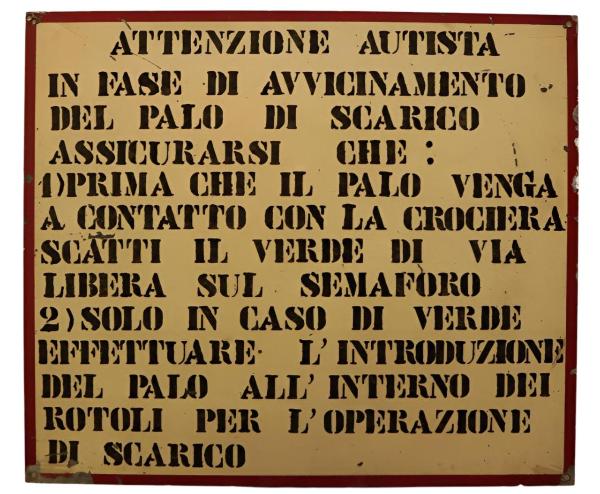 ATTENZIONE AUTISTA
IN FASE DI AVVICINAMENTO
DEL PALO DI SCARICO
ASSICURARSI CHE :
1)PRIMA CHE IL PALO VENGA
A CONTATTO CON LA CROCIERA
SCATTI IL VERDE DI VIA
LIBERA SUL SEMAFORO
2)SOLO IN CASO DI VERDE
EFFETTUARE L'INTRODUZIONE
DEL PALO ALL'INTERNO DEI
ROTOLI PER L'OPERAZIONE
DI SCARICO